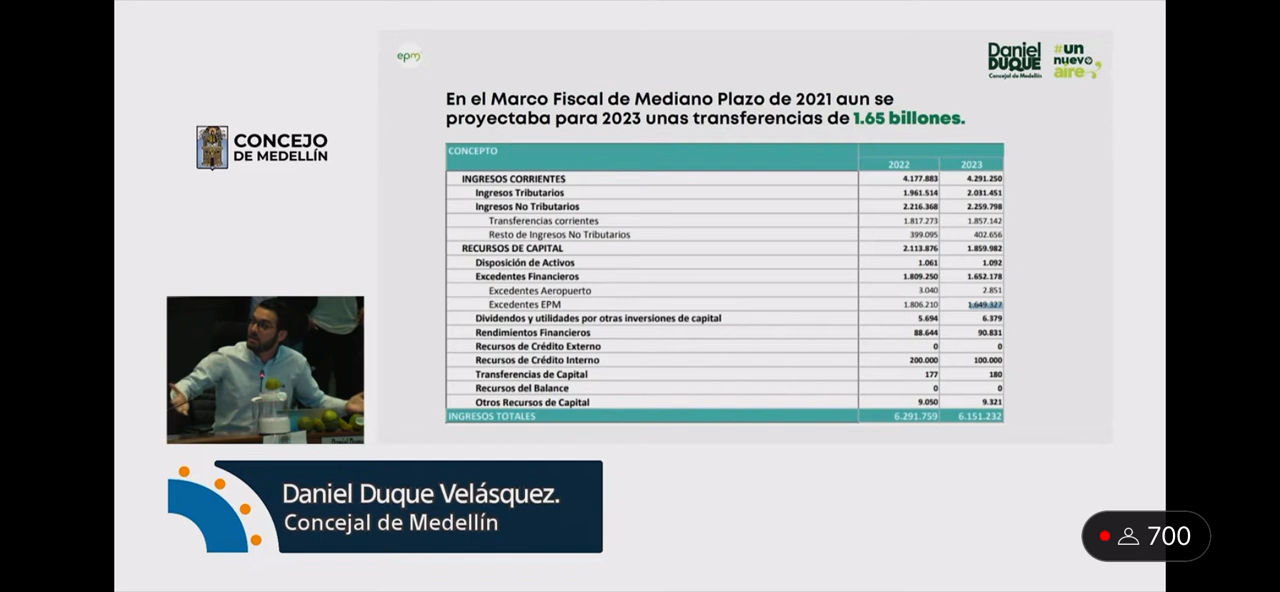 epm
Daniel
DUQUE
Concejal de Medellín
#un
nuevo
aire
En el Marco Fiscal de Mediano Plazo de 2021 aun se
proyectaba para 2023 unas transferencias de 1.65 billones.
CONCEJO
DE MEDELLÍN
CONCEPTO
2022 2023
INGRESOS CORRIENTES 4.177.883 4.291.250
Ingresos Tributarios 1.961.514 2.031.451
Ingresos No Tributarios 2.216.368 2.259.798
Transferencias corrientes 1.817.273 1.857.142
Resto de Ingresos No Tributarios 399.095 402.656
RECURSOS DE CAPITAL 2.113.876 1.859.982
Disposición de Activos 1.061 1.092
Excedentes Financieros 1.809.250 1.652.178
Excedentes Aeropuerto 3.040 2.851
Excedentes EPM 1.806.210 1.649.327
Dividendos y utilidades por otras inversiones de capital 5.694 6.379
Rendimientos Financieros 88.644 90.831
Recursos de Crédito Externo 0 0
Recursos de Crédito Interno 200.000 100.000
Transferencias de Capital 177 180
Recursos del Balance 0 0
Otros Recursos de Capital 9.050 9.321
INGRESOS TOTALES 6.291.759 6.151.232
Daniel Duque Velásquez.
Concejal de Medellín
700